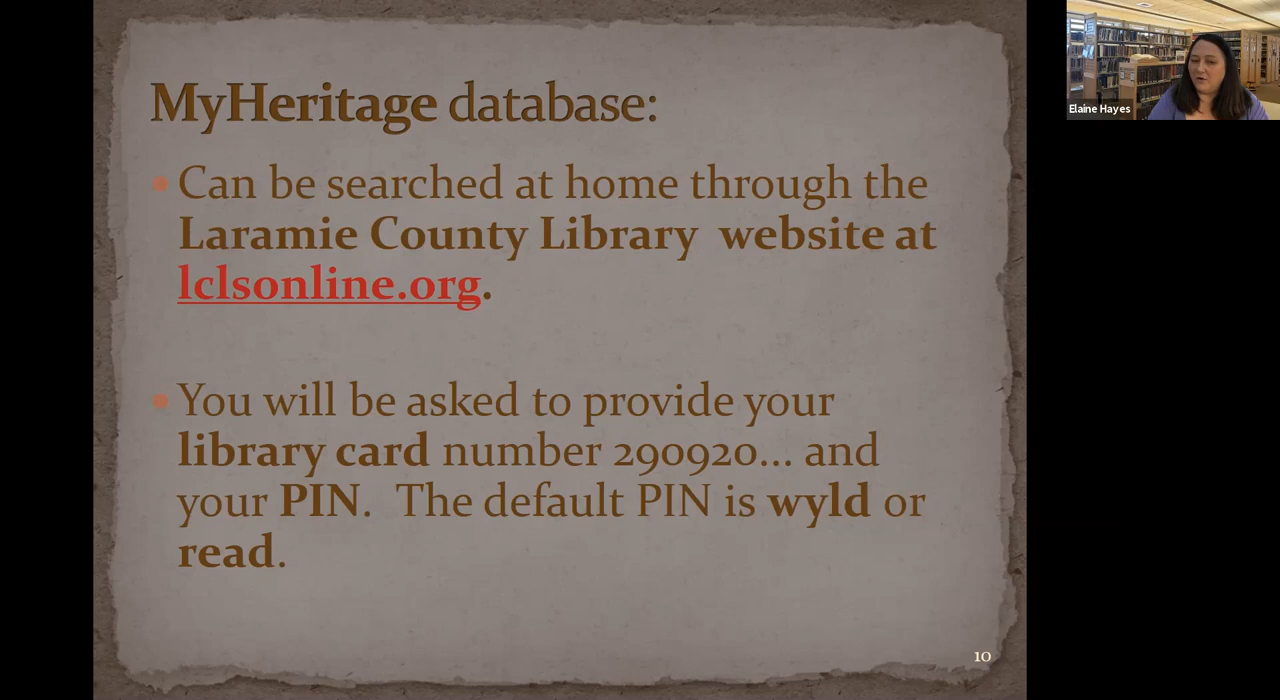 MyHeritage database:
Can be searched at home through the
Laramie County Library website at
lclsonline.org.
You will be asked to provide your
library card number 290920... and
your PIN. The default PIN is wyld or
read.
10
Elaine Hayes